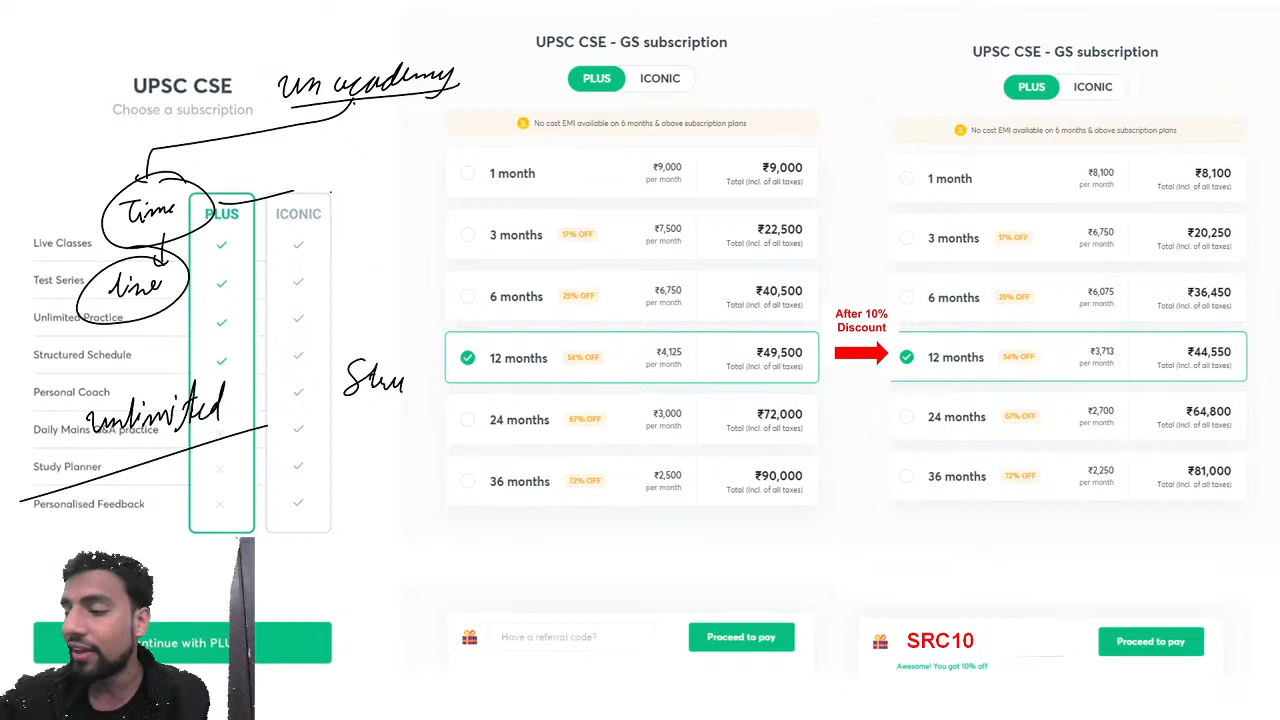 UPSC CSE
Choose a subscription
un academy
Time
line
unlimited
Stru
PLUS
ICONIC
Live Classes
Test Series
Unlimited Practice
Structured Schedule
Personal Coach
Daily Mains Q&A practice
Study Planner
Personalised Feedback
UPSC CSE - GS subscription
PLUS ICONIC
No cost EMI available on 6 months & above subscription plans
1 month ₹9,000 per month ₹9,000 Total (Incl. of all taxes)
3 months 17% OFF ₹7,500 per month ₹22,500 Total (Incl. of all taxes)
6 months 25% OFF ₹6,750 per month ₹40,500 Total (Incl. of all taxes)
12 months 54% OFF ₹4,125 per month ₹49,500 Total (Incl. of all taxes)
24 months 67% OFF ₹3,000 per month ₹72,000 Total (Incl. of all taxes)
36 months 72% OFF ₹2,500 per month ₹90,000 Total (Incl. of all taxes)
Have a referral code?
Proceed to pay
After 10%
Discount
UPSC CSE - GS subscription
PLUS ICONIC
No cost EMI available on 6 months & above subscription plans
1 month ₹8,100 per month ₹8,100 Total (Incl. of all taxes)
3 months 17% OFF ₹6,750 per month ₹20,250 Total (Incl. of all taxes)
6 months 25% OFF ₹6,075 per month ₹36,450 Total (Incl. of all taxes)
12 months 54% OFF ₹3,713 per month ₹44,550 Total (Incl. of all taxes)
24 months 67% OFF ₹2,700 per month ₹64,800 Total (Incl. of all taxes)
36 months 72% OFF ₹2,250 per month ₹81,000 Total (Incl. of all taxes)
SRC10
Proceed to pay
Awesome! You got 10% off
ntinue with PLU